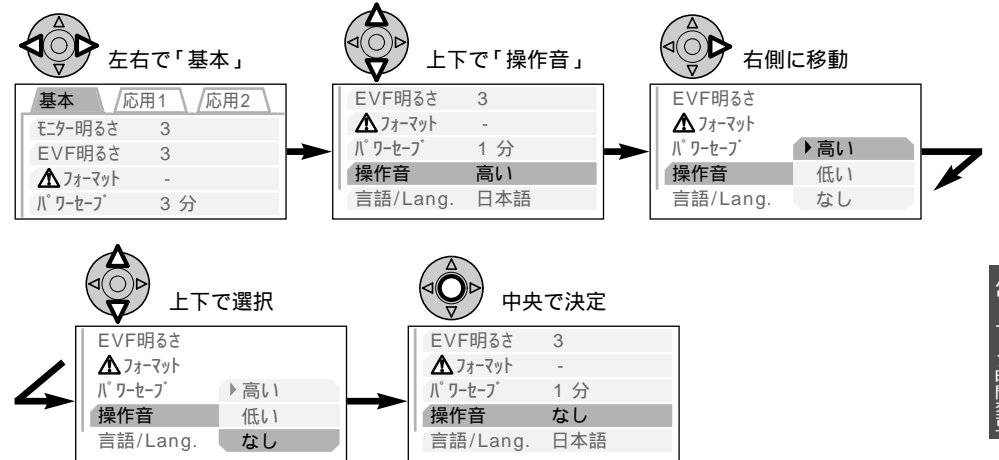 左右で「基本」
基本 応用1 応用2
ﾓﾆﾀｰ明るさ 3
EVF明るさ 3
ﾌｫｰﾏｯﾄ -
ﾊﾟﾜｰｾｰﾌﾞ 3 分
上下で「操作音」
EVF明るさ 3
ﾌｫｰﾏｯﾄ -
ﾊﾟﾜｰｾｰﾌﾞ 1 分
操作音 高い
言語/Lang. 日本語
右側に移動
EVF明るさ
ﾌｫｰﾏｯﾄ
ﾊﾟﾜｰｾｰﾌﾞ 高い
操作音 低い
言語/Lang. なし
上下で選択
EVF明るさ
ﾌｫｰﾏｯﾄ
ﾊﾟﾜｰｾｰﾌﾞ 高い
操作音 低い
言語/Lang. なし
中央で決定
EVF明るさ 3
ﾌｫｰﾏｯﾄ -
ﾊﾟﾜｰｾｰﾌﾞ 1 分
操作音 なし
言語/Lang. 日本語